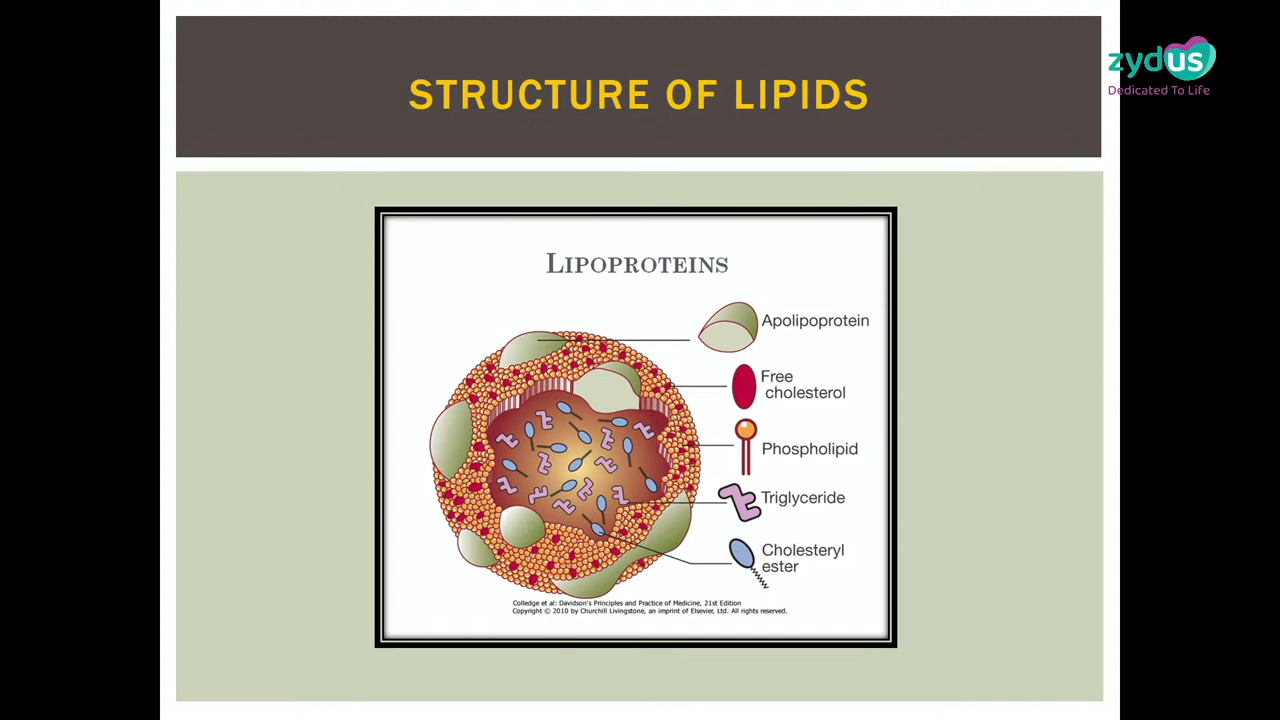 STRUCTURE OF LIPIDS
zydus
Dedicated To Life
LIPOPROTEINS
Apolipoprotein
Free
cholesterol
Phospholipid
Triglyceride
Cholesteryl
ester
Colledge et al: Davidson's Principles and Practice of Medicine, 21st Edition
Copyright © 2010 by Churchill Livingstone, an imprint of Elsevier, Ltd. All rights reserved.